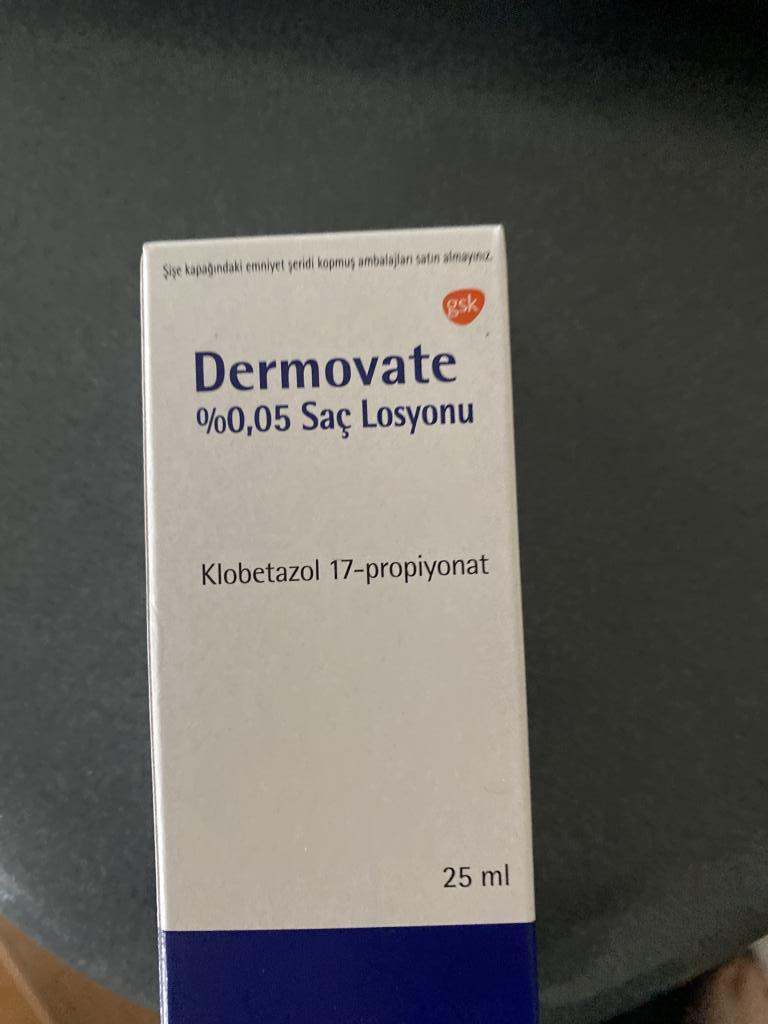 Şişe kapağındaki emniyet şeridi kopmuş ambalajları satın almayınız.
gsk
Dermovate
%0,05 Saç Losyonu
Klobetazol 17-propiyonat
25 ml